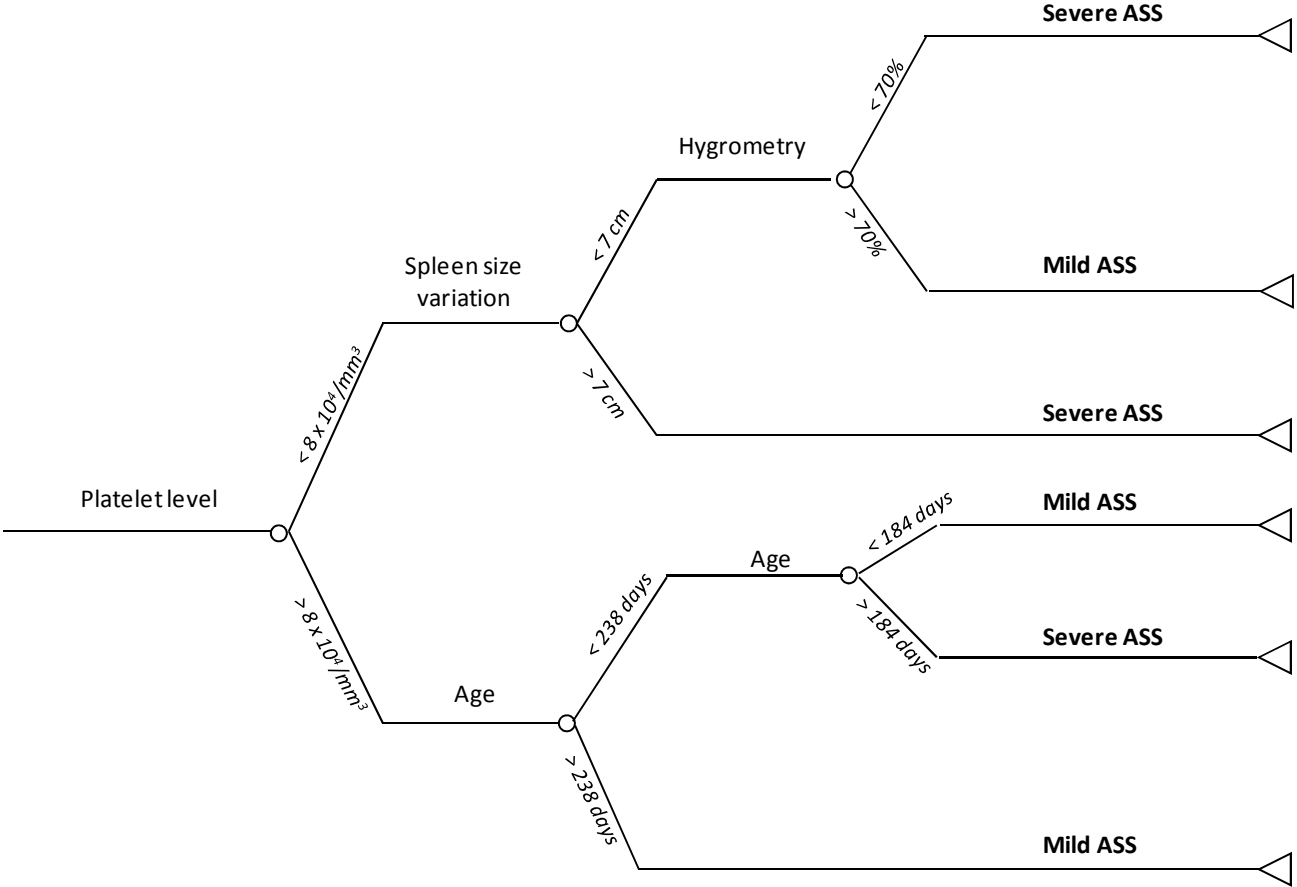 Severe ASS
< 70%
Hygrometry
> 70%
< 7 cm
Mild ASS
Spleen size
variation
> 7 cm
< 8 x 10⁴/mm³
Severe ASS
Platelet level
Mild ASS
< 184 days
Age
> 184 days
< 238 days
Severe ASS
> 8 x 10⁴/mm³
Age
> 238 days
Mild ASS